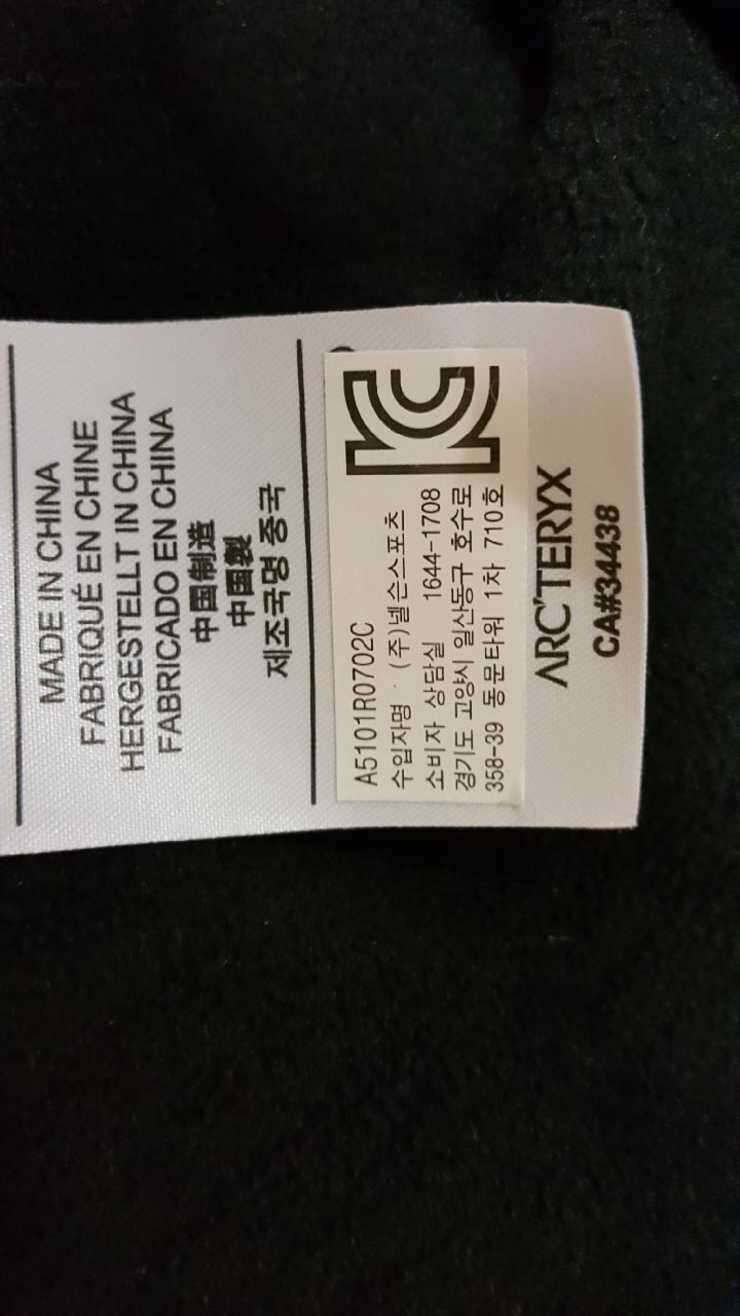 MADE IN CHINA
FABRIQUÉ EN CHINE
HERGESTELLT IN CHINA
FABRICADO EN CHINA
中国制造
中国製
제조국명 중국
A5101R0702C
수입자명 · (주)넬슨스포츠
소비자 상담실 1644-1708
경기도 고양시 일산동구 호수로
358-39 동문타워 1차 710호
ARC'TERYX
CA#34438